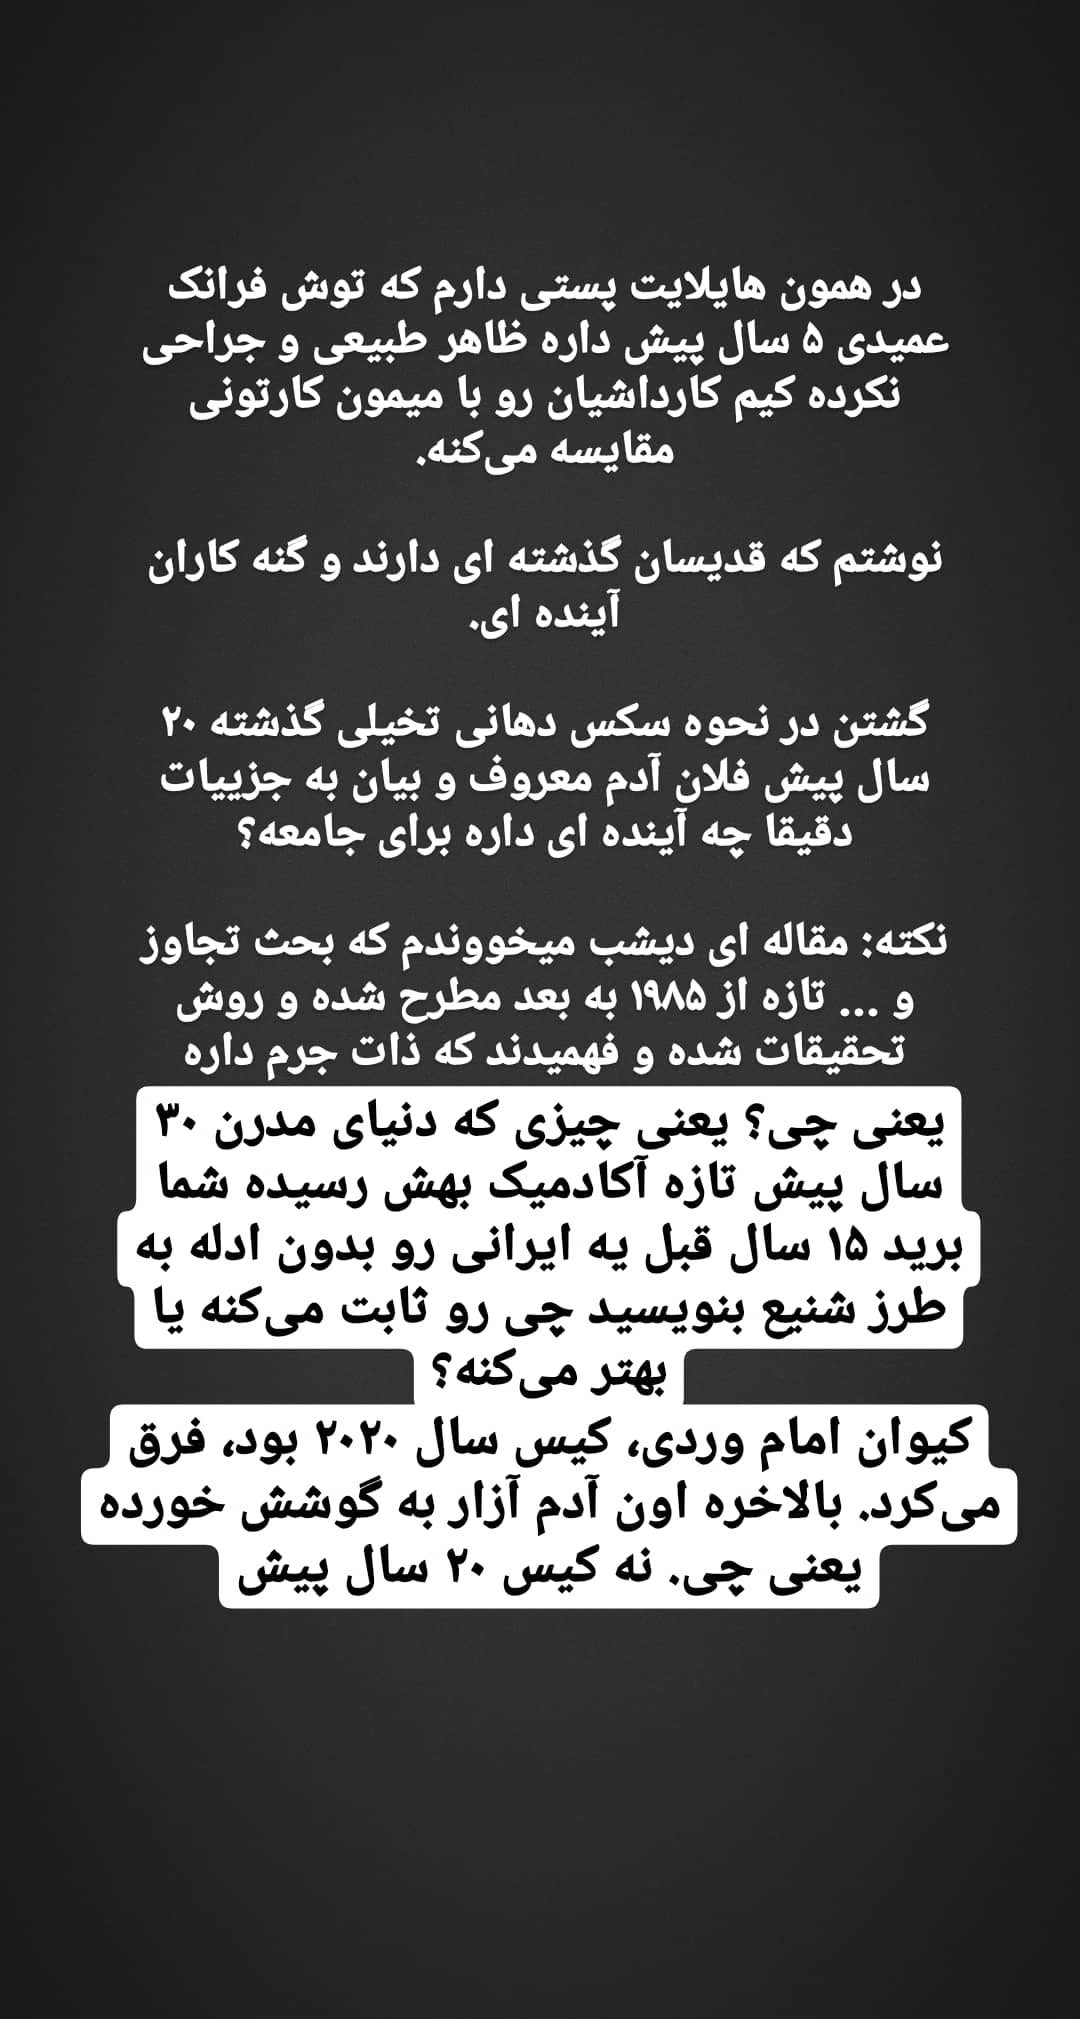 در همون هایلایت پستی دارم که توش فرانک
عمیدی ۵ سال پیش داره ظاهر طبیعی و جراحی
نکرده کیم کارداشیان رو با میمون کارتونی
مقایسه می‌کنه.
نوشتم که قدیسان گذشته ای دارند و گنه کاران
آینده ای.
گشتن در نحوه سکس دهانی تخیلی گذشته ۲۰
سال پیش فلان آدم معروف و بیان به جزییات
دقیقا چه آینده ای داره برای جامعه؟
نکته: مقاله ای دیشب میخووندم که بحث تجاوز
و ... تازه از ۱۹۸۵ به بعد مطرح شده و روش
تحقیقات شده و فهمیدند که ذات جرم داره
یعنی چی؟ یعنی چیزی که دنیای مدرن ۳۰
سال پیش تازه آکادمیک بهش رسیده شما
برید ۱۵ سال قبل یه ایرانی رو بدون ادله به
طرز شنیع بنویسید چی رو ثابت می‌کنه یا
بهتر می‌کنه؟
کیوان امام وردی، کیس سال ۲۰۲۰ بود، فرق
می‌کرد. بالاخره اون آدم آزار به گوشش خورده
یعنی چی. نه کیس ۲۰ سال پیش